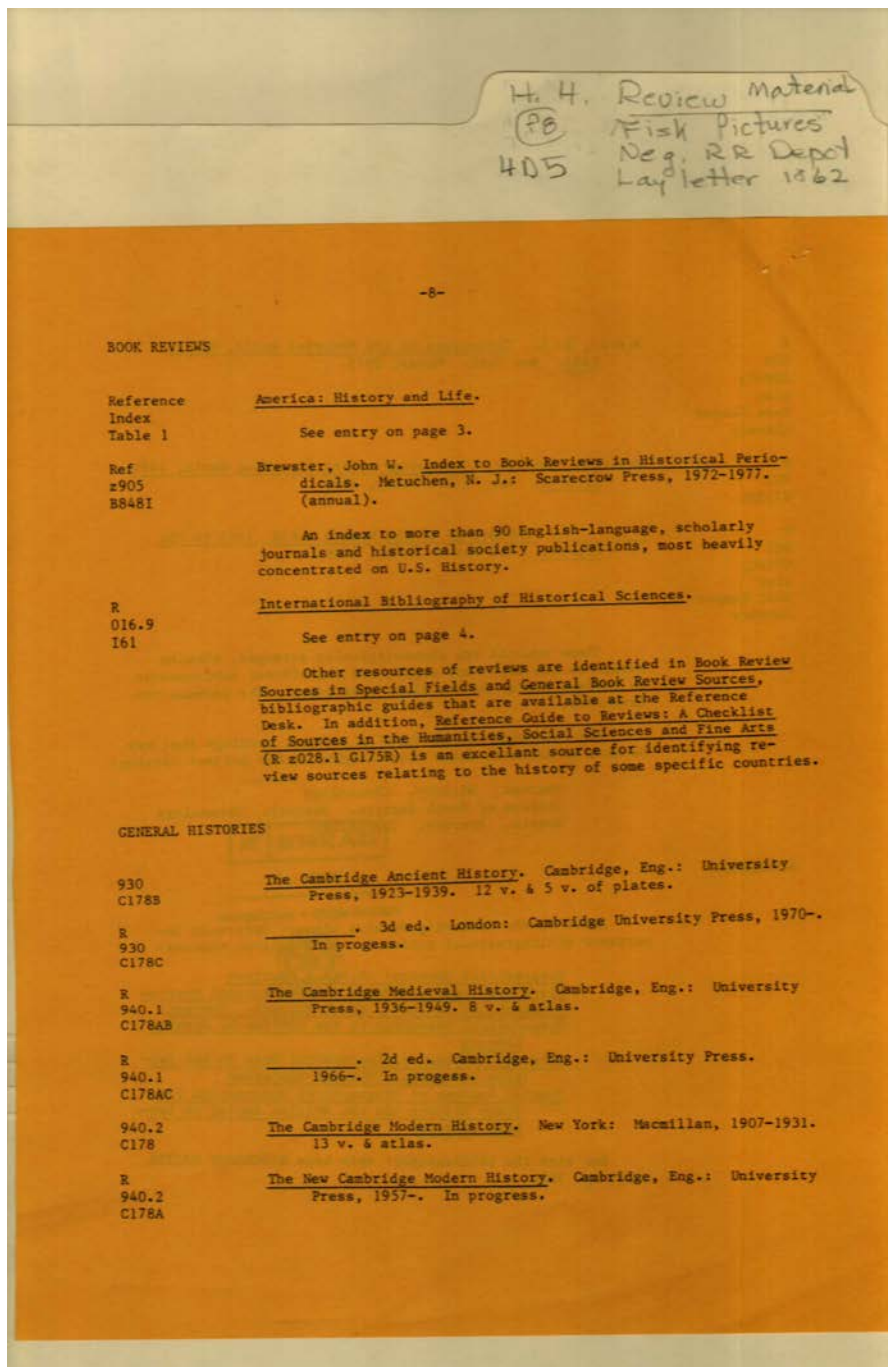 H. 4. Review Material
P8 Fisk Pictures
4D5 Neg. RR Depot
Lay letter 1862
-8-
BOOK REVIEWS
Reference America: History and Life.
Index
Table 1 See entry on page 3.
Ref Brewster, John W. Index to Book Reviews in Historical Perio-
z905 dicals. Metuchen, N. J.: Scarecrow Press, 1972-1977.
B848I (annual).
An index to more than 90 English-language, scholarly
journals and historical society publications, most heavily
concentrated on U.S. History.
R International Bibliography of Historical Sciences.
016.9
I61 See entry on page 4.
Other resources of reviews are identified in Book Review
Sources in Special Fields and General Book Review Sources,
bibliographic guides that are available at the Reference
Desk. In addition, Reference Guide to Reviews: A Checklist
of Sources in the Humanities, Social Sciences and Fine Arts
(R z028.1 G175R) is an excellent source for identifying re-
view sources relating to the history of some specific countries.
GENERAL HISTORIES
930 The Cambridge Ancient History. Cambridge, Eng.: University
C178B Press, 1923-1939. 12 v. & 5 v. of plates.
R ________. 3d ed. London: Cambridge University Press, 1970-.
930 In progess.
C178C
R The Cambridge Medieval History. Cambridge, Eng.: University
940.1 Press, 1936-1949. 8 v. & atlas.
C178AB
R ________. 2d ed. Cambridge, Eng.: University Press.
940.1 1966-. In progess.
C178AC
940.2 The Cambridge Modern History. New York: Macmillan, 1907-1931.
C178 13 v. & atlas.
R The New Cambridge Modern History. Cambridge, Eng.: University
940.2 Press, 1957-. In progress.
C178A